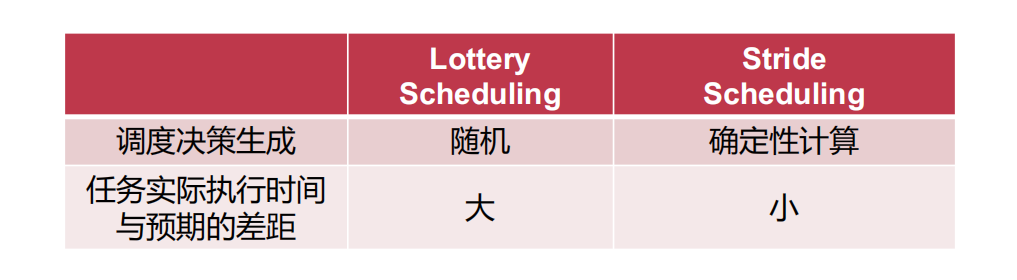 Lottery
Scheduling
Stride
Scheduling
调度决策生成
随机
确定性计算
任务实际执行时间
与预期的差距
大
小